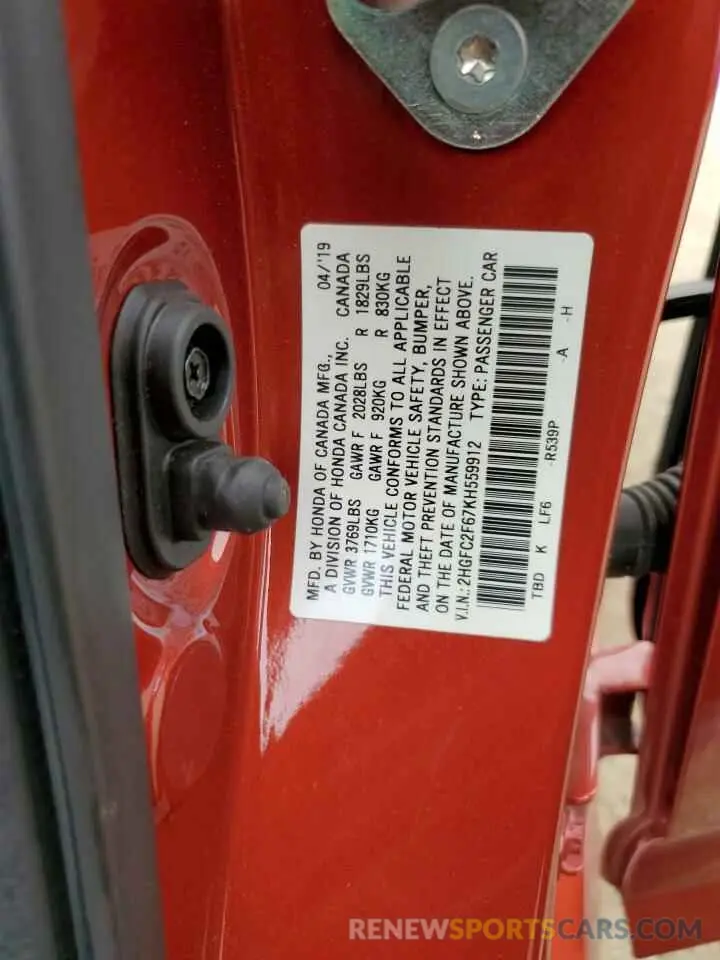 MFD. BY HONDA OF CANADA MFG., 04/'19
A DIVISION OF HONDA CANADA INC. CANADA
GVWR 3769LBS GAWR F 2028LBS R 1829LBS
GVWR 1710KG GAWR F 920KG R 830KG
THIS VEHICLE CONFORMS TO ALL APPLICABLE
FEDERAL MOTOR VEHICLE SAFETY, BUMPER,
AND THEFT PREVENTION STANDARDS IN EFFECT
ON THE DATE OF MANUFACTURE SHOWN ABOVE.
V.I.N.: 2HGFC2F67KH559912 TYPE: PASSENGER CAR
TBD K LF6 -R539P -A -H
RENEWSPORTSCARS.COM